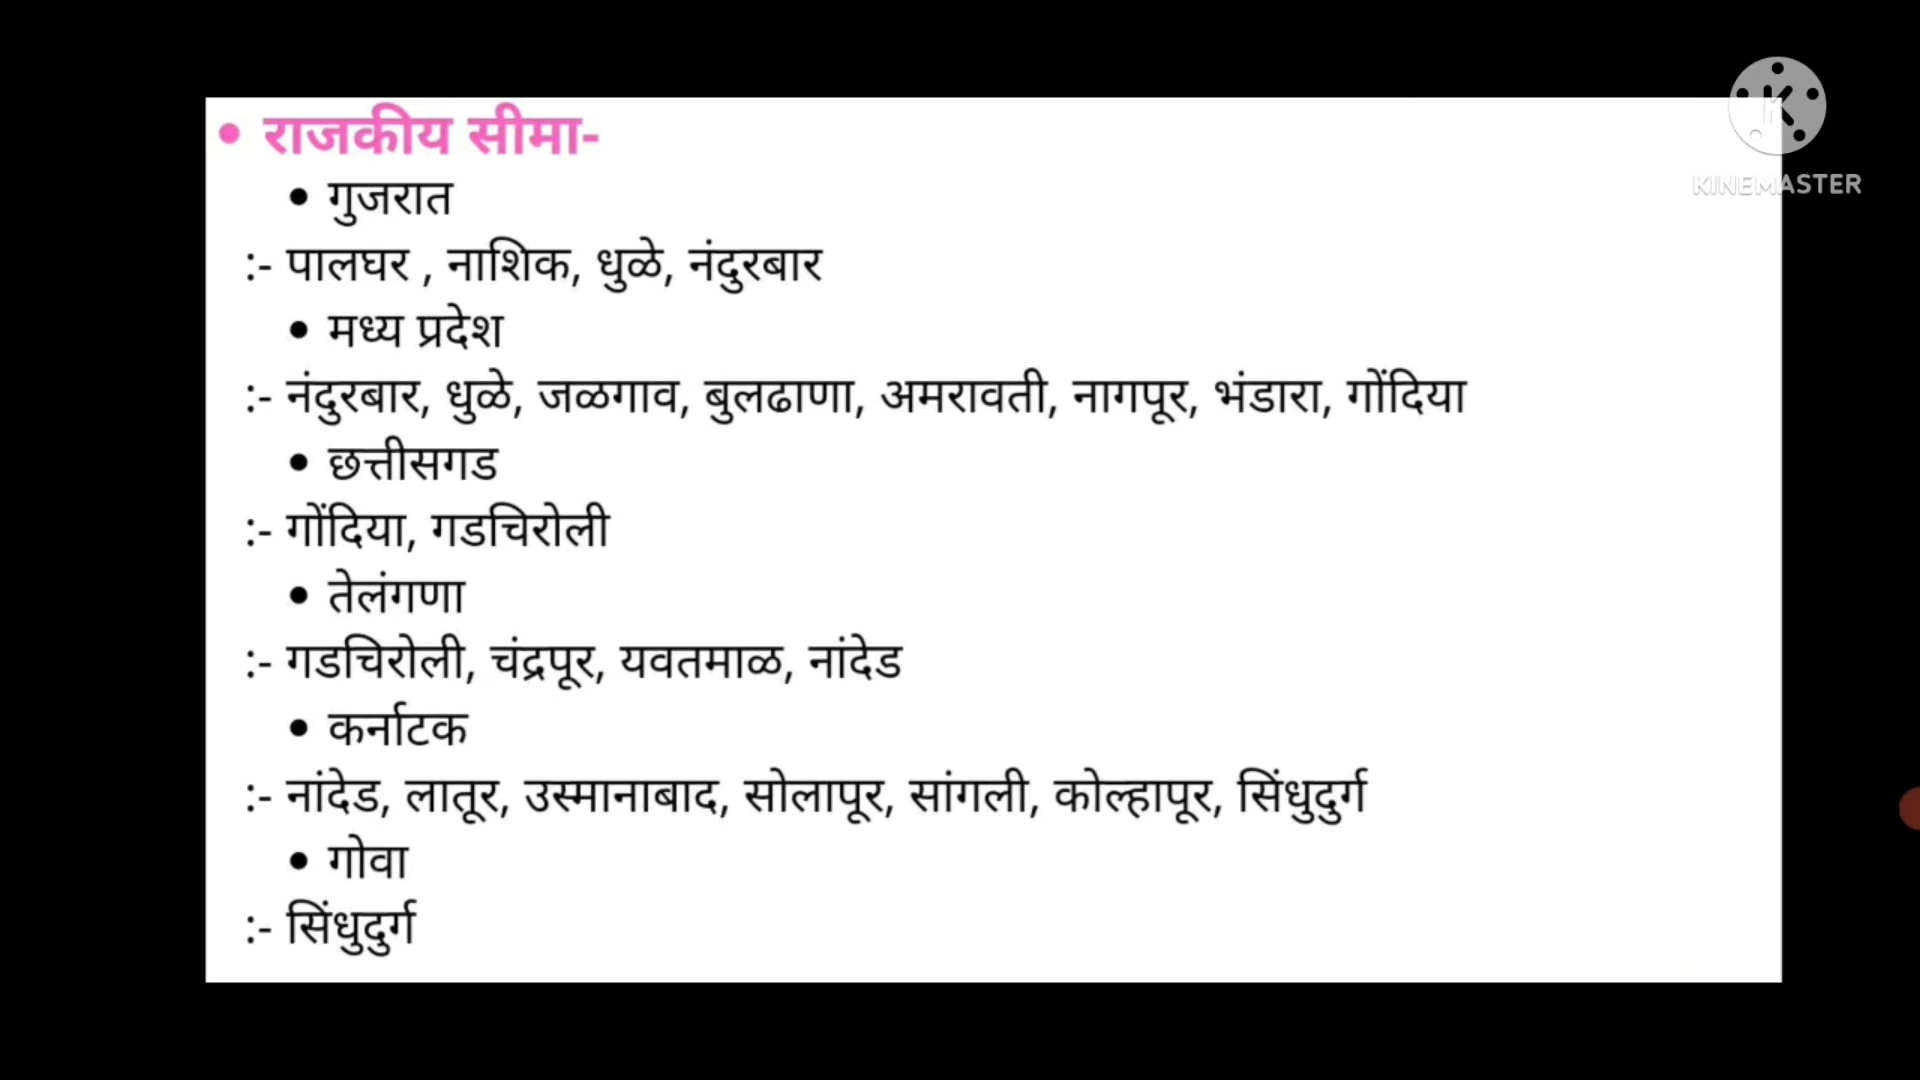 • राजकीय सीमा-
• गुजरात
:- पालघर , नाशिक, धुळे, नंदुरबार
• मध्य प्रदेश
:- नंदुरबार, धुळे, जळगाव, बुलढाणा, अमरावती, नागपूर, भंडारा, गोंदिया
• छत्तीसगड
:- गोंदिया, गडचिरोली
• तेलंगणा
:- गडचिरोली, चंद्रपूर, यवतमाळ, नांदेड
• कर्नाटक
:- नांदेड, लातूर, उस्मानाबाद, सोलापूर, सांगली, कोल्हापूर, सिंधुदुर्ग
• गोवा
:- सिंधुदुर्ग
K
KINEMASTER